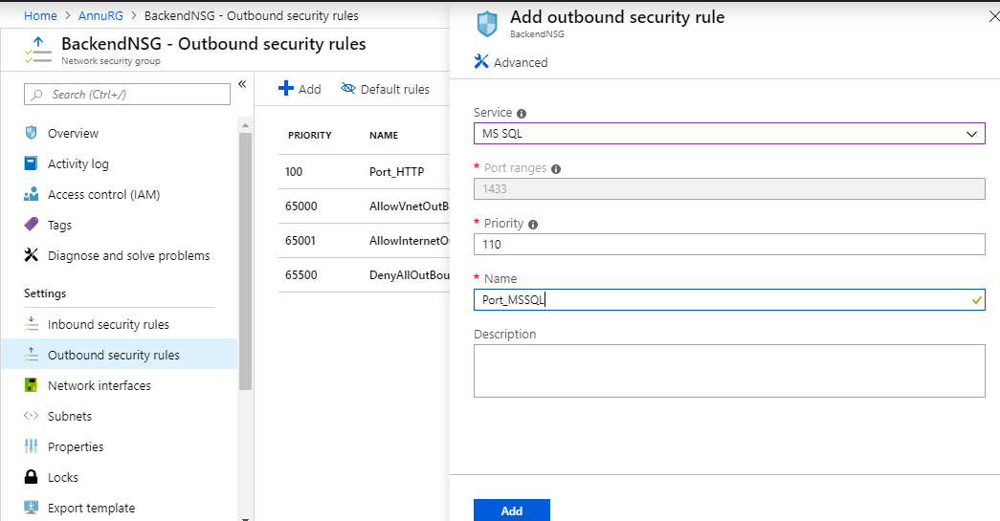 Home > AnnuRG > BackendNSG - Outbound security rules
BackendNSG - Outbound security rules
Network security group
Search (Ctrl+/)
«
Overview
Activity log
Access control (IAM)
Tags
Diagnose and solve problems
Settings
Inbound security rules
Outbound security rules
Network interfaces
Subnets
Properties
Locks
Export template
Add
Default rules
PRIORITY NAME
100 Port_HTTP
65000 AllowVnetOutB
65001 AllowInternetO
65500 DenyAllOutBou
Add outbound security rule
BackendNSG
Advanced
Service
MS SQL
* Port ranges
1433
* Priority
110
* Name
Port_MSSQL
Description
Add